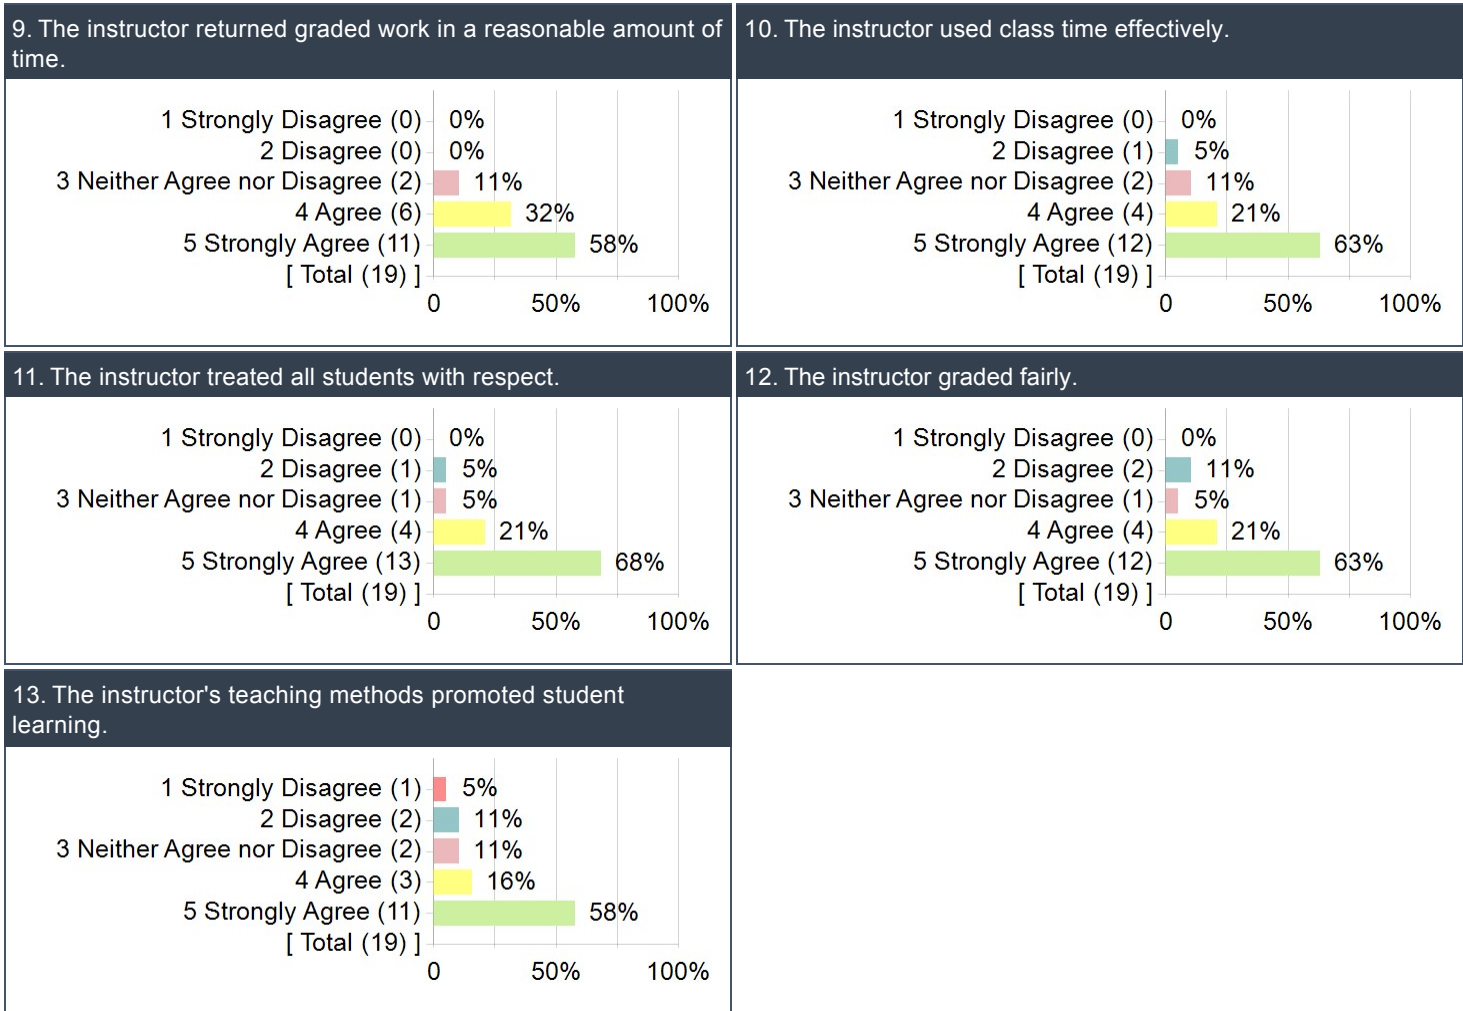 9. The instructor returned graded work in a reasonable amount of
time.
1 Strongly Disagree (0) 0%
2 Disagree (0) 0%
3 Neither Agree nor Disagree (2) 11%
4 Agree (6) 32%
5 Strongly Agree (11) 58%
[ Total (19) ]
0 50% 100%
10. The instructor used class time effectively.
1 Strongly Disagree (0) 0%
2 Disagree (1) 5%
3 Neither Agree nor Disagree (2) 11%
4 Agree (4) 21%
5 Strongly Agree (12) 63%
[ Total (19) ]
0 50% 100%
11. The instructor treated all students with respect.
1 Strongly Disagree (0) 0%
2 Disagree (1) 5%
3 Neither Agree nor Disagree (1) 5%
4 Agree (4) 21%
5 Strongly Agree (13) 68%
[ Total (19) ]
0 50% 100%
12. The instructor graded fairly.
1 Strongly Disagree (0) 0%
2 Disagree (2) 11%
3 Neither Agree nor Disagree (1) 5%
4 Agree (4) 21%
5 Strongly Agree (12) 63%
[ Total (19) ]
0 50% 100%
13. The instructor's teaching methods promoted student
learning.
1 Strongly Disagree (1) 5%
2 Disagree (2) 11%
3 Neither Agree nor Disagree (2) 11%
4 Agree (3) 16%
5 Strongly Agree (11) 58%
[ Total (19) ]
0 50% 100%